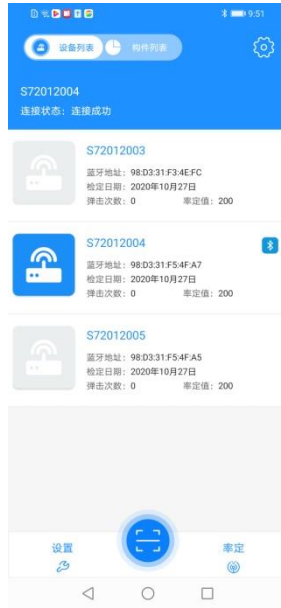 9:51
设备列表 构件列表
S72012004
连接状态：连接成功
S72012003
蓝牙地址：98:D3:31:F3:4E:FC
检定日期：2020年10月27日
弹击次数：0 率定值：200
S72012004
蓝牙地址：98:D3:31:F5:4F:A7
检定日期：2020年10月27日
弹击次数：0 率定值：200
S72012005
蓝牙地址：98:D3:31:F5:4F:A5
检定日期：2020年10月27日
弹击次数：0 率定值：200
设置 率定